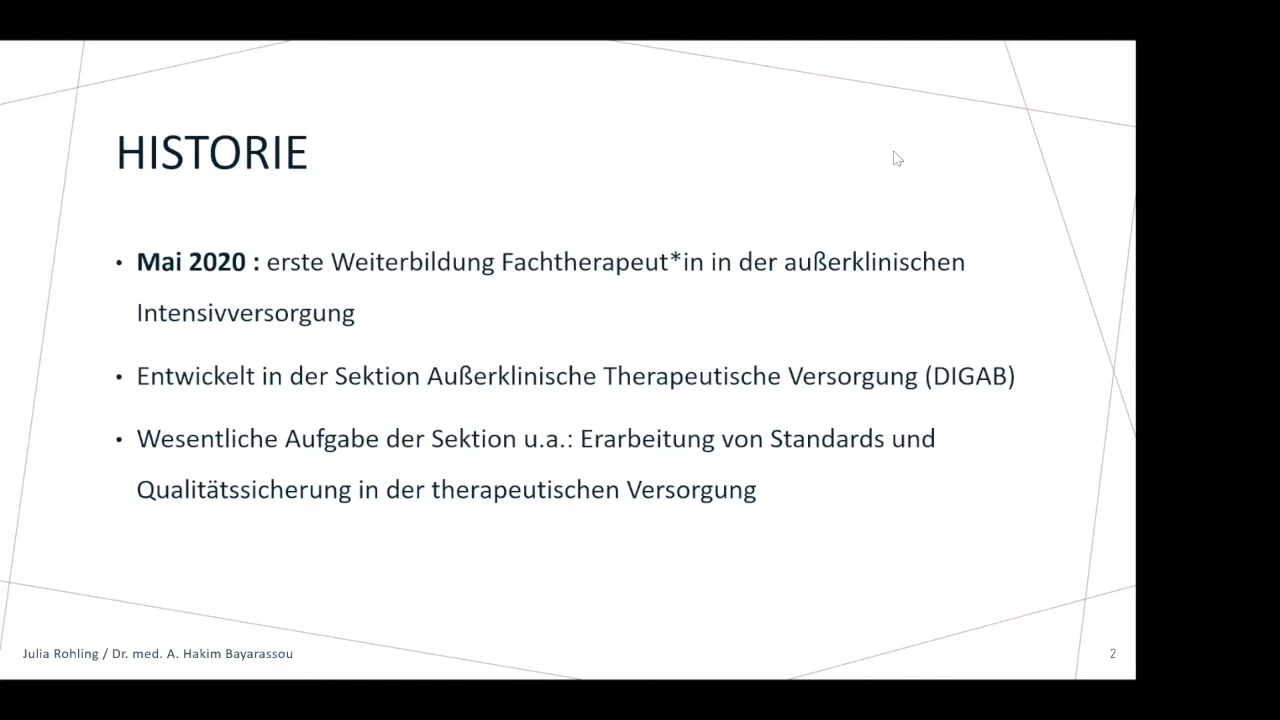 HISTORIE
• Mai 2020 : erste Weiterbildung Fachtherapeut*in in der außerklinischen
Intensivversorgung
• Entwickelt in der Sektion Außerklinische Therapeutische Versorgung (DIGAB)
• Wesentliche Aufgabe der Sektion u.a.: Erarbeitung von Standards und
Qualitätssicherung in der therapeutischen Versorgung
Julia Rohling / Dr. med. A. Hakim Bayarassou
2